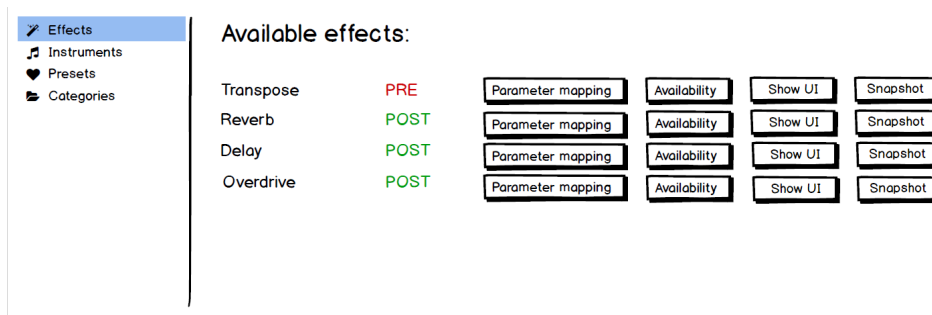 Effects
Instruments
Presets
Categories
Available effects:
Transpose PRE Parameter mapping Availability Show UI Snapshot
Reverb POST Parameter mapping Availability Show UI Snapshot
Delay POST Parameter mapping Availability Show UI Snapshot
Overdrive POST Parameter mapping Availability Show UI Snapshot